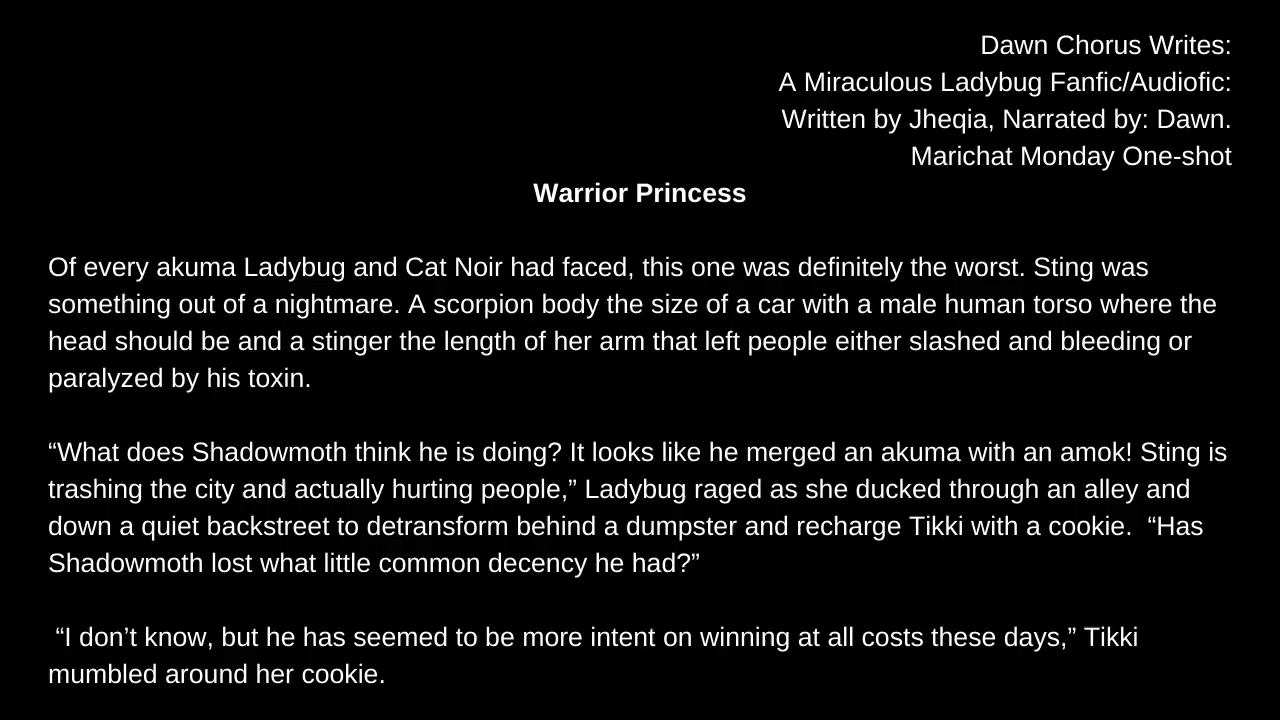 Dawn Chorus Writes:
A Miraculous Ladybug Fanfic/Audiofic:
Written by Jheqia, Narrated by: Dawn.
Marichat Monday One-shot
Warrior Princess
Of every akuma Ladybug and Cat Noir had faced, this one was definitely the worst. Sting was
something out of a nightmare. A scorpion body the size of a car with a male human torso where the
head should be and a stinger the length of her arm that left people either slashed and bleeding or
paralyzed by his toxin.
“What does Shadowmoth think he is doing? It looks like he merged an akuma with an amok! Sting is
trashing the city and actually hurting people,” Ladybug raged as she ducked through an alley and
down a quiet backstreet to detransform behind a dumpster and recharge Tikki with a cookie.  “Has
Shadowmoth lost what little common decency he had?”
“I don’t know, but he has seemed to be more intent on winning at all costs these days,” Tikki
mumbled around her cookie.